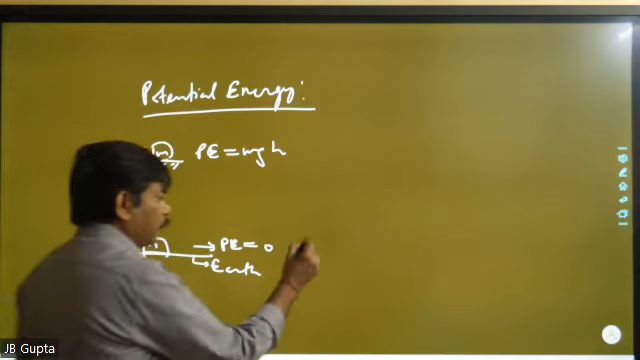 Potential Energy:
m PE = mgh
→ PE = 0
→ Earth
JB Gupta